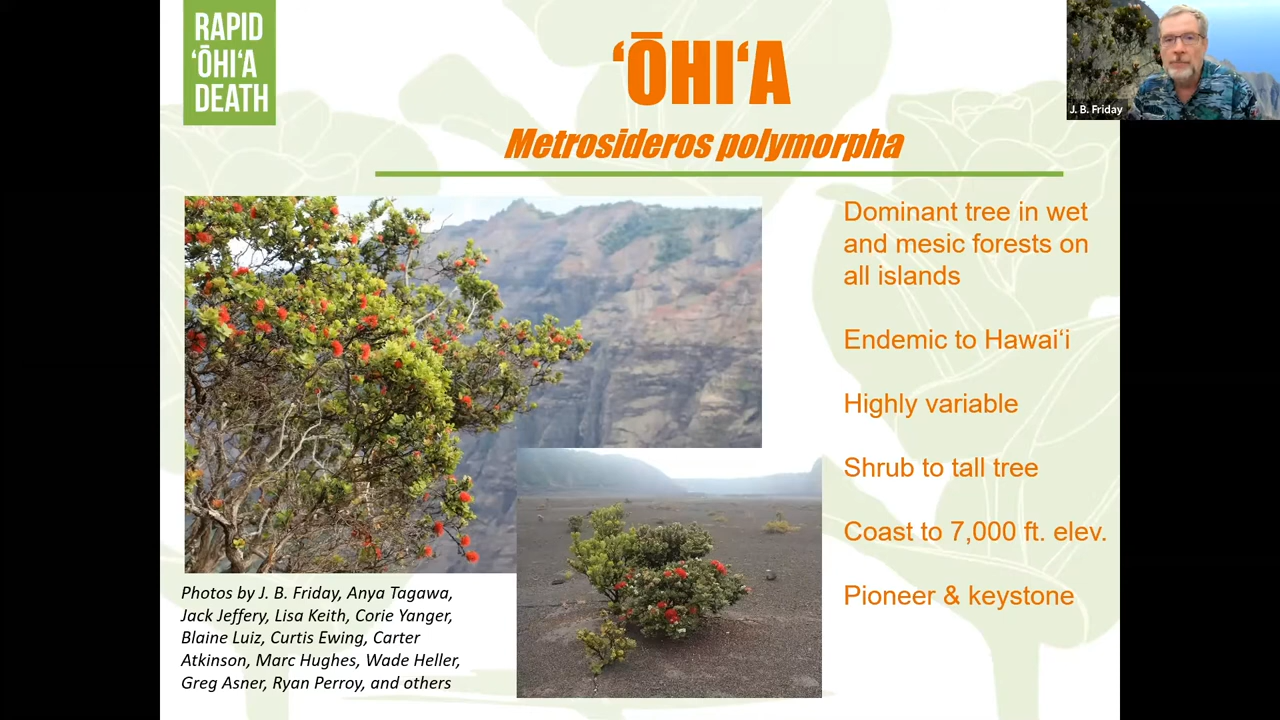 RAPID
ʻŌHIʻA
DEATH
ʻŌHIʻA
Metrosideros polymorpha
J. B. Friday
Dominant tree in wet
and mesic forests on
all islands
Endemic to Hawaiʻi
Highly variable
Shrub to tall tree
Coast to 7,000 ft. elev.
Pioneer & keystone
Photos by J. B. Friday, Anya Tagawa,
Jack Jeffery, Lisa Keith, Corie Yanger,
Blaine Luiz, Curtis Ewing, Carter
Atkinson, Marc Hughes, Wade Heller,
Greg Asner, Ryan Perroy, and others